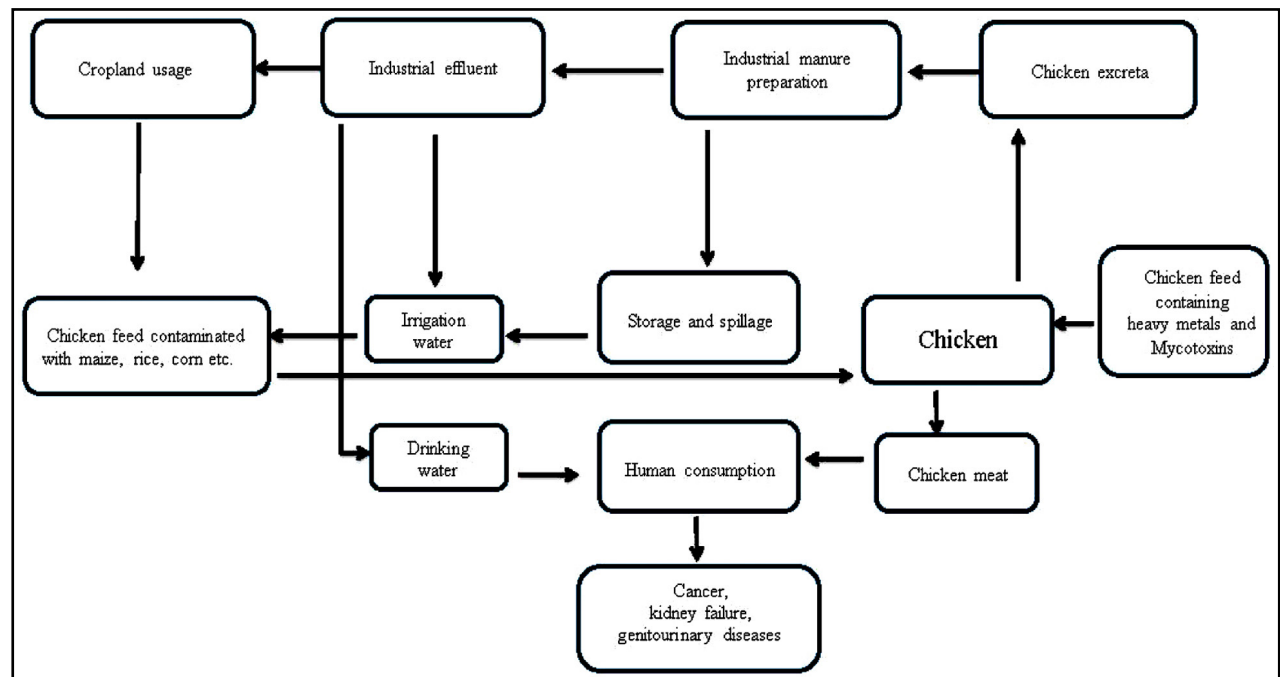 Cropland usage
Industrial effluent
Industrial manure
preparation
Chicken excreta
Chicken feed contaminated
with maize, rice, corn etc.
Irrigation
water
Storage and spillage
Chicken
Chicken feed
containing
heavy metals and
Mycotoxins
Drinking
water
Human consumption
Chicken meat
Cancer,
kidney failure,
genitourinary diseases